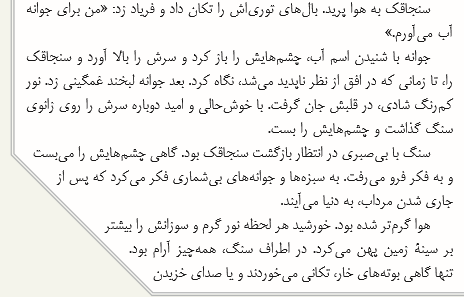 سنجاقک به هوا پرید. بال‌های توری‌اش را تکان داد و فریاد زد: «من برای جوانه
آب می‌آورم.»
جوانه با شنیدن اسم آب، چشم‌هایش را باز کرد و سرش را بالا آورد و سنجاقک
را، تا زمانی که در افق از نظر ناپدید می‌شد، نگاه کرد. بعد جوانه لبخند غمگینی زد. نور
کم‌رنگ شادی، در قلبش جان گرفت. با خوش‌حالی و امید دوباره سرش را روی زانوی
سنگ گذاشت و چشم‌هایش را بست.
سنگ با بی‌صبری در انتظار بازگشت سنجاقک بود. گاهی چشم‌هایش را می‌بست
و به فکر فرو می‌رفت. به سبزه‌ها و جوانه‌های بی‌شماری فکر می‌کرد که پس از
جاری شدن مرداب، به دنیا می‌آیند.
هوا گرم‌تر شده بود. خورشید هر لحظه نور گرم و سوزانش را بیشتر
بر سینهٔ زمین پهن می‌کرد. در اطراف سنگ، همه‌چیز آرام بود.
تنها گاهی بوته‌های خار، تکانی می‌خوردند و یا صدای خزیدن